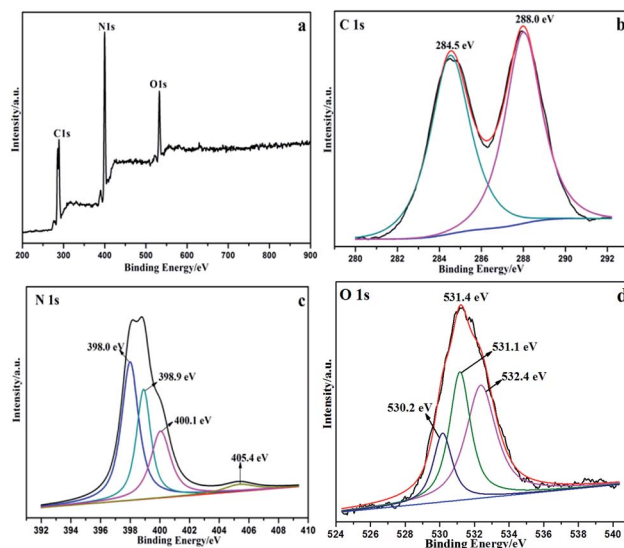 a
N1s
O1s
C1s
Intensity/a.u.
200 300 400 500 600 700 800 900
Binding Energy/eV
C 1s
b
284.5 eV
288.0 eV
Intensity/a.u.
280 282 284 286 288 290 292
Binding Energy/eV
N 1s
c
398.0 eV
398.9 eV
400.1 eV
405.4 eV
Intensity/a.u.
392 394 396 398 400 402 404 406 408 410
Binding Energy/eV
O 1s
d
531.4 eV
531.1 eV
532.4 eV
530.2 eV
Intensity/a.u.
524 526 528 530 532 534 536 538 540
Binding Energy/eV